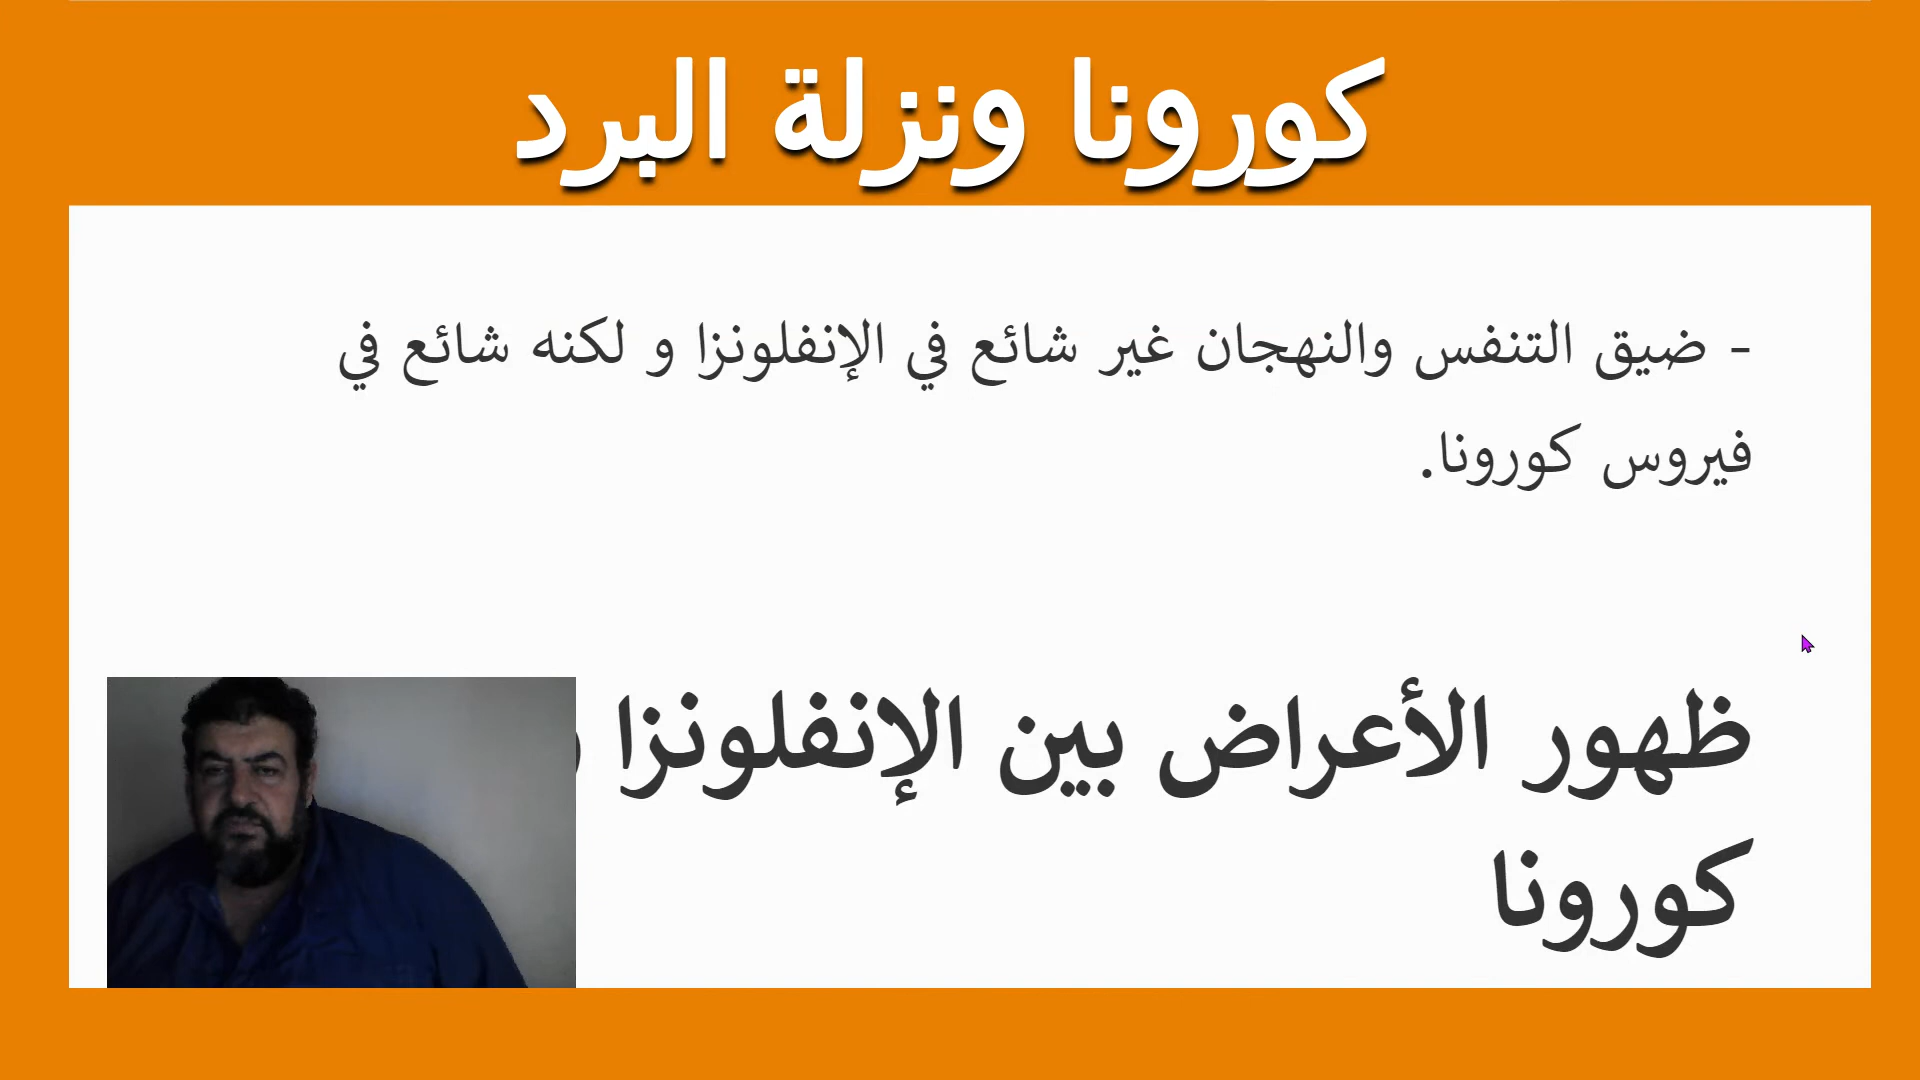 كورونا ونزلة البرد
- ضيق التنفس والنهجان غير شائع في الإنفلونزا و لكنه شائع في
فيروس كورونا.
ظهور الأعراض بين الإنفلونزا
كورونا